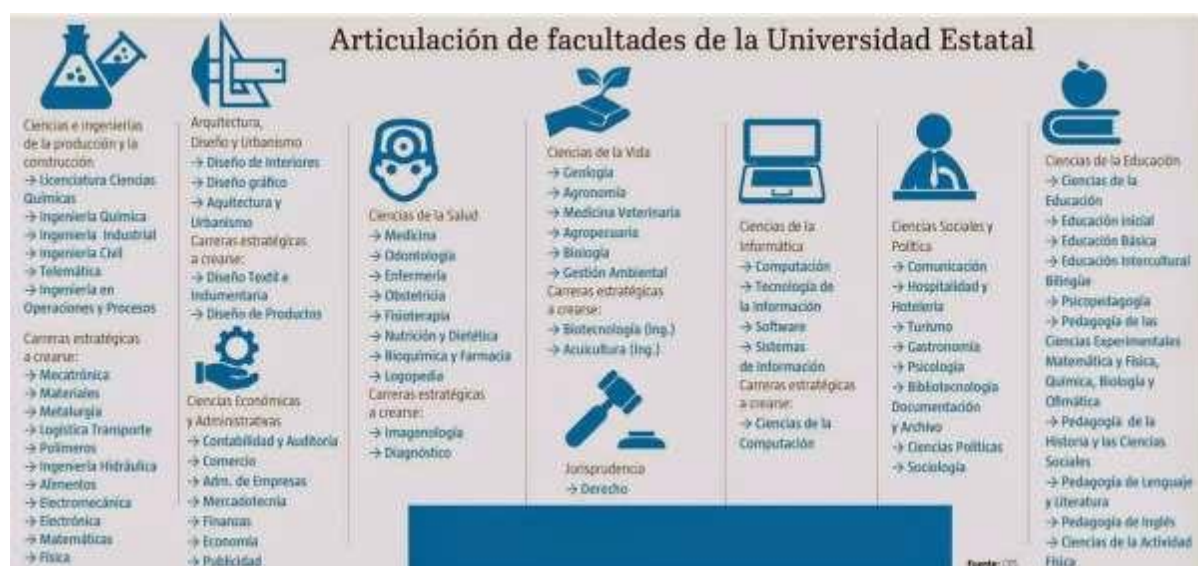 Articulación de facultades de la Universidad Estatal
Ciencias e ingenierías
de la producción y la
construcción
→ Licenciatura Ciencias
Químicas
→ Ingeniería Química
→ Ingeniería Industrial
→ Ingeniería Civil
→ Telemática
→ Ingeniería en
Operaciones y Procesos
Carreras estratégicas
a crearse:
→ Mecatrónica
→ Materiales
→ Metalurgia
→ Logística Transporte
→ Polímeros
→ Ingeniería Hidráulica
→ Alimentos
→ Electromecánica
→ Electrónica
→ Matemáticas
→ Física
Arquitectura,
Diseño y Urbanismo
→ Diseño de Interiores
→ Diseño gráfico
→ Aquitectura y
Urbanismo
Carreras estratégicas
a crearse:
→ Diseño Textil e
Indumentaria
→ Diseño de Productos
Ciencias Económicas
y Administrativas
→ Contabilidad y Auditoría
→ Comercio
→ Adm. de Empresas
→ Mercadotecnia
→ Finanzas
→ Economía
→ Publicidad
Ciencias de la Salud
→ Medicina
→ Odontología
→ Enfermería
→ Obstetricia
→ Fisioterapia
→ Nutrición y Dietética
→ Bioquímica y Farmacia
→ Logopedia
Carreras estratégicas
a crearse:
→ Imagenología
→ Diagnóstico
Ciencias de la Vida
→ Geología
→ Agronomía
→ Medicina Veterinaria
→ Agropecuaria
→ Biología
→ Gestión Ambiental
Carreras estratégicas
a crearse:
→ Biotecnología (Ing.)
→ Acuicultura (Ing.)
Jurisprudencia
→ Derecho
Ciencias de la
Informática
→ Computación
→ Tecnología de
la Información
→ Software
→ Sistemas
de Información
Carreras estratégicas
a crearse:
→ Ciencias de la
Computación
Ciencias Sociales y
Política
→ Comunicación
→ Hospitalidad y
Hotelería
→ Turismo
→ Gastronomía
→ Psicología
→ Bibliotecnología
Documentación
y Archivo
→ Ciencias Políticas
→ Sociología
Fuente:
Ciencias de la Educación
→ Ciencias de la
Educación
→ Educación Inicial
→ Educación Básica
→ Educación Intercultural
Bilingüe
→ Psicopedagogía
→ Pedagogía de las
Ciencias Experimentales
Matemática y Física,
Química, Biología y
Ofimática
→ Pedagogía de la
Historia y las Ciencias
Sociales
→ Pedagogía de Lenguaje
y Literatura
→ Pedagogía de Inglés
→ Ciencias de la Actividad
Física